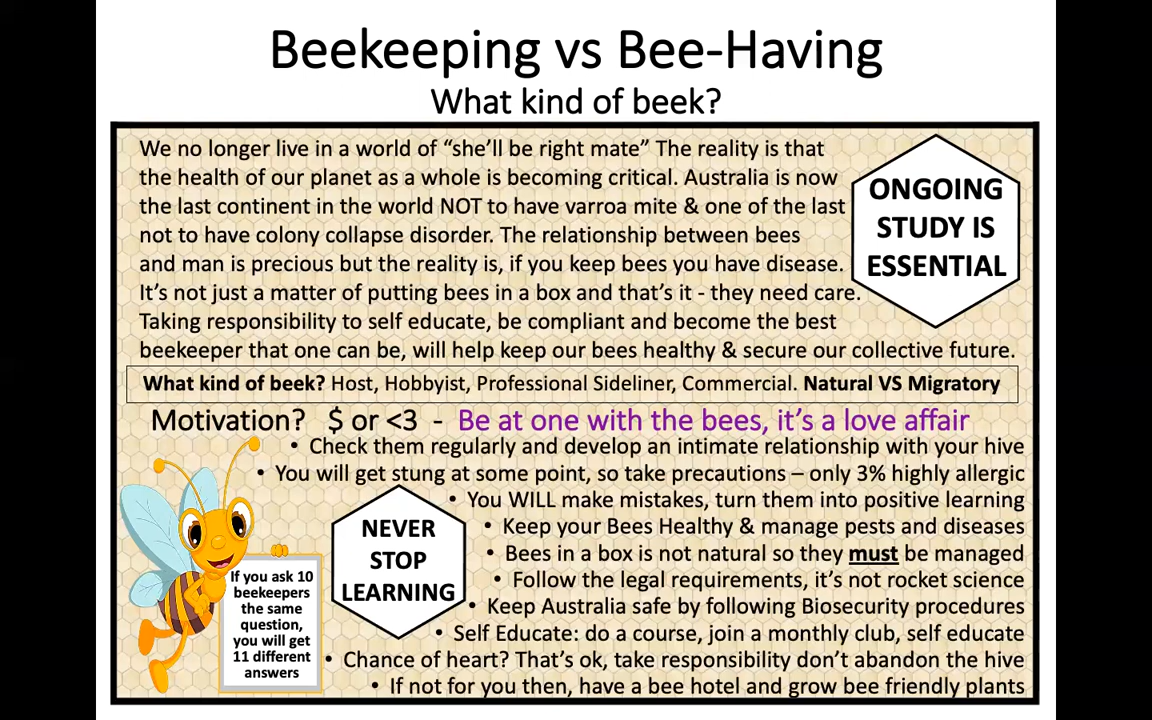 Beekeeping vs Bee-Having
What kind of beek?
We no longer live in a world of “she’ll be right mate” The reality is that
the health of our planet as a whole is becoming critical. Australia is now
the last continent in the world NOT to have varroa mite & one of the last
not to have colony collapse disorder. The relationship between bees
and man is precious but the reality is, if you keep bees you have disease.
It’s not just a matter of putting bees in a box and that’s it - they need care.
Taking responsibility to self educate, be compliant and become the best
beekeeper that one can be, will help keep our bees healthy & secure our collective future.
ONGOING
STUDY IS
ESSENTIAL
What kind of beek? Host, Hobbyist, Professional Sideliner, Commercial. Natural VS Migratory
Motivation? $ or <3 - Be at one with the bees, it’s a love affair
• Check them regularly and develop an intimate relationship with your hive
• You will get stung at some point, so take precautions – only 3% highly allergic
• You WILL make mistakes, turn them into positive learning
• Keep your Bees Healthy & manage pests and diseases
• Bees in a box is not natural so they must be managed
• Follow the legal requirements, it’s not rocket science
• Keep Australia safe by following Biosecurity procedures
• Self Educate: do a course, join a monthly club, self educate
• Chance of heart? That’s ok, take responsibility don’t abandon the hive
• If not for you then, have a bee hotel and grow bee friendly plants
NEVER
STOP
LEARNING
If you ask 10
beekeepers
the same
question,
you will get
11 different
answers